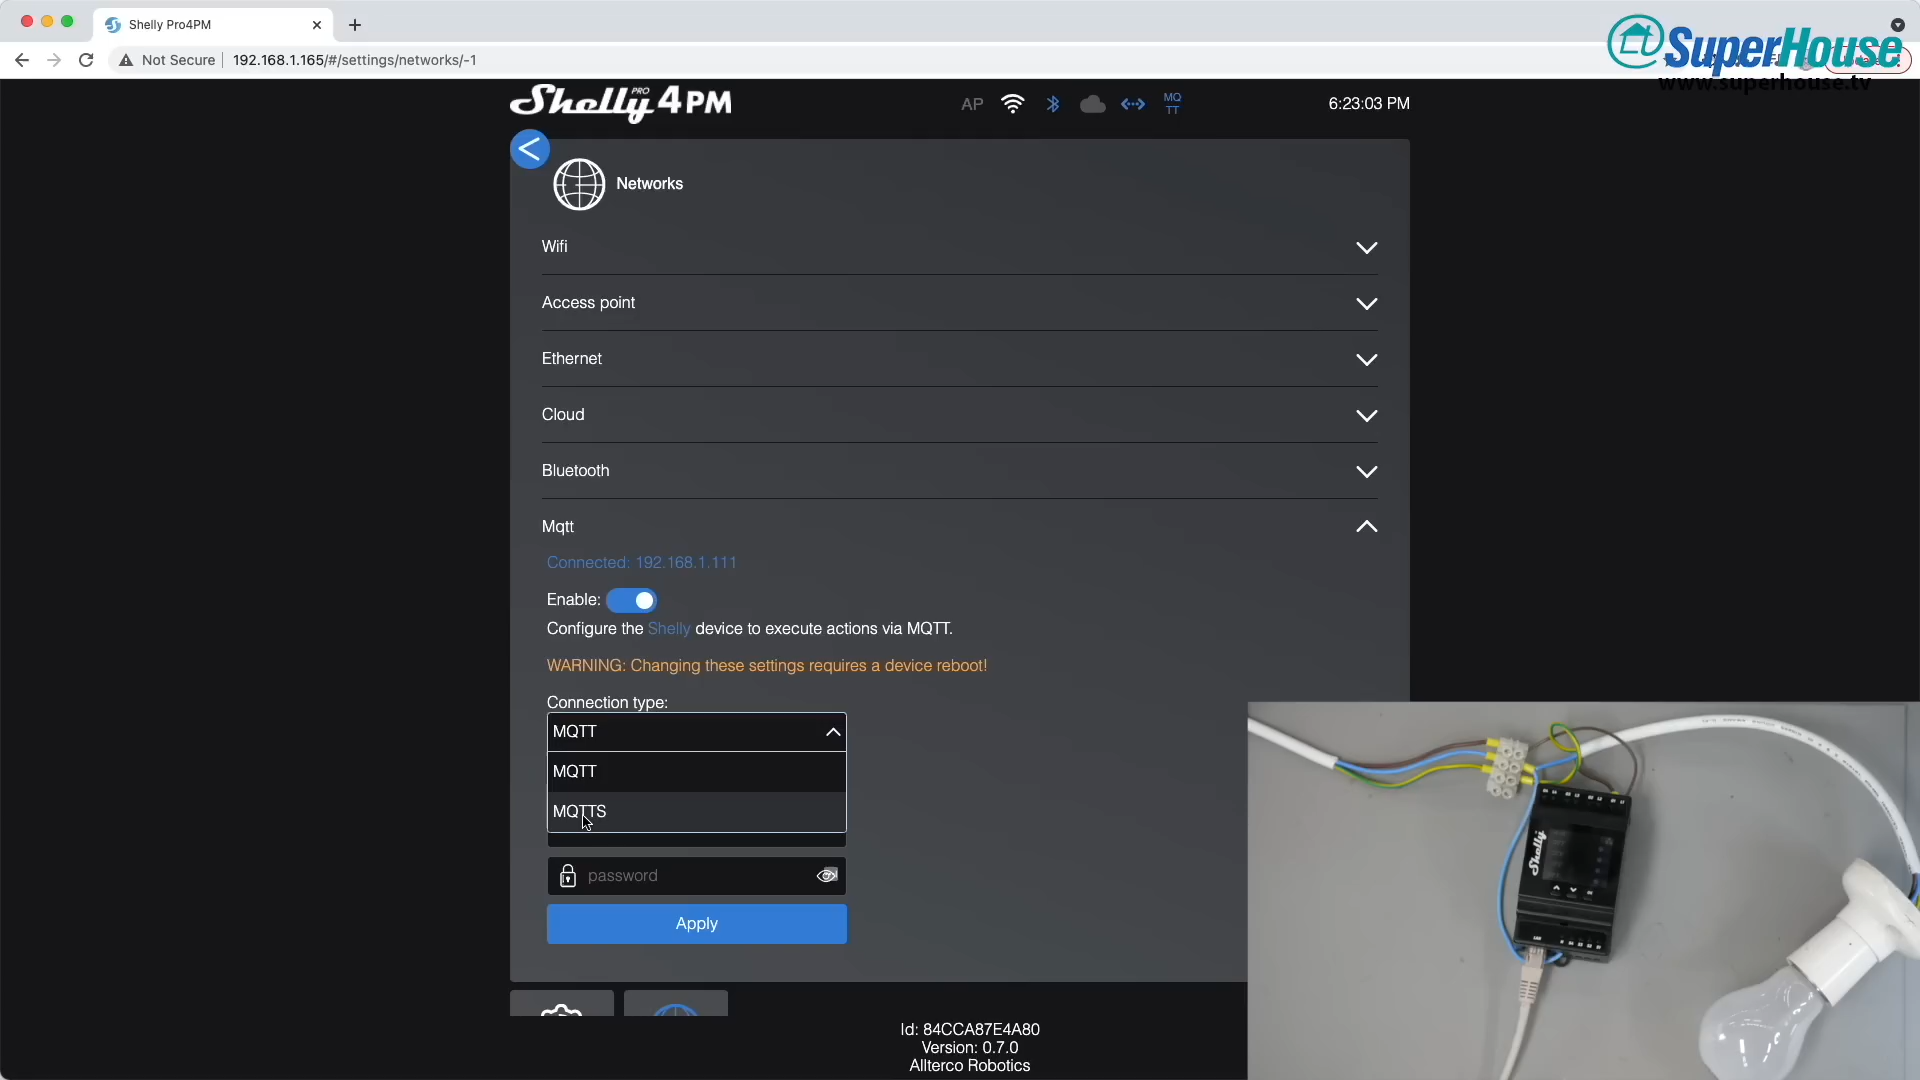 Shelly Pro4PM
Not Secure
192.168.1.165/#/settings/networks/-1
SuperHouse
www.superhouse.tv
Shelly PRO 4PM
AP
MQ
TT
6:23:03 PM
Networks
Wifi
Access point
Ethernet
Cloud
Bluetooth
Mqtt
Connected: 192.168.1.111
Enable:
Configure the Shelly device to execute actions via MQTT.
WARNING: Changing these settings requires a device reboot!
Connection type:
MQTT
MQTT
MQTTS
password
Apply
Shelly
Id: 84CCA87E4A80
Version: 0.7.0
Allterco Robotics